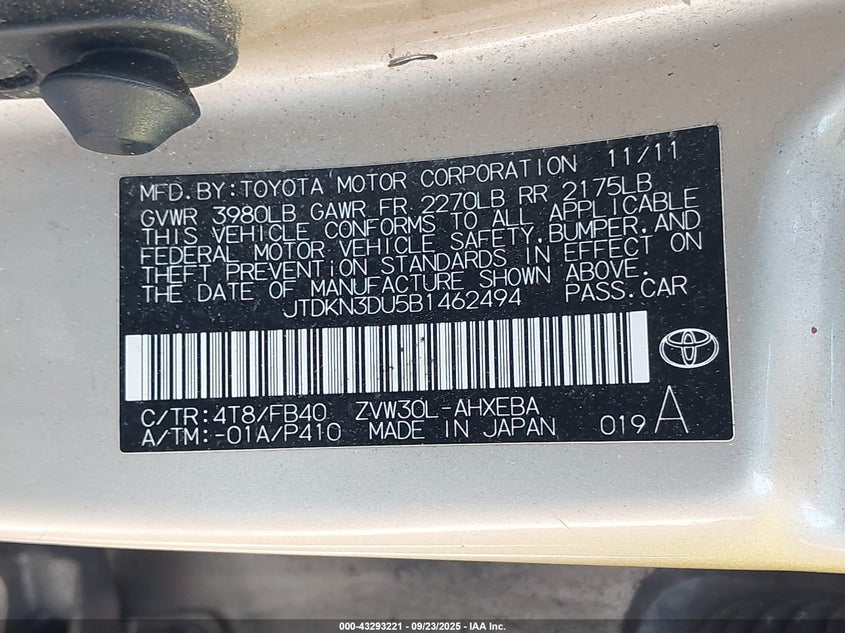 MFD.BY:TOYOTA MOTOR CORPORATION 11/11
GVWR 3980LB GAWR FR 2270LB RR 2175LB
THIS VEHICLE CONFORMS TO ALL APPLICABLE
FEDERAL MOTOR VEHICLE SAFETY,BUMPER,AND
THEFT PREVENTION STANDARDS IN EFFECT ON
THE DATE OF MANUFACTURE SHOWN ABOVE.
JTDKN3DU5B1462494 PASS.CAR
C/TR:4T8/FB40 ZVW30L-AHXEBA
A/TM:-01A/P410 MADE IN JAPAN 019 A
000-43293221 - 09/23/2025 - IAA Inc.